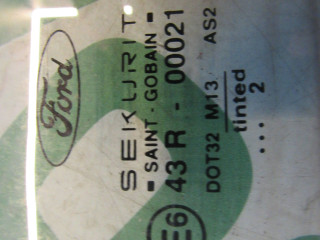 Ford
SEKURIT
▪ SAINT - GOBAIN ▪
43 R - 00021
E6
DOT32 M13 AS2
tinted
... 2